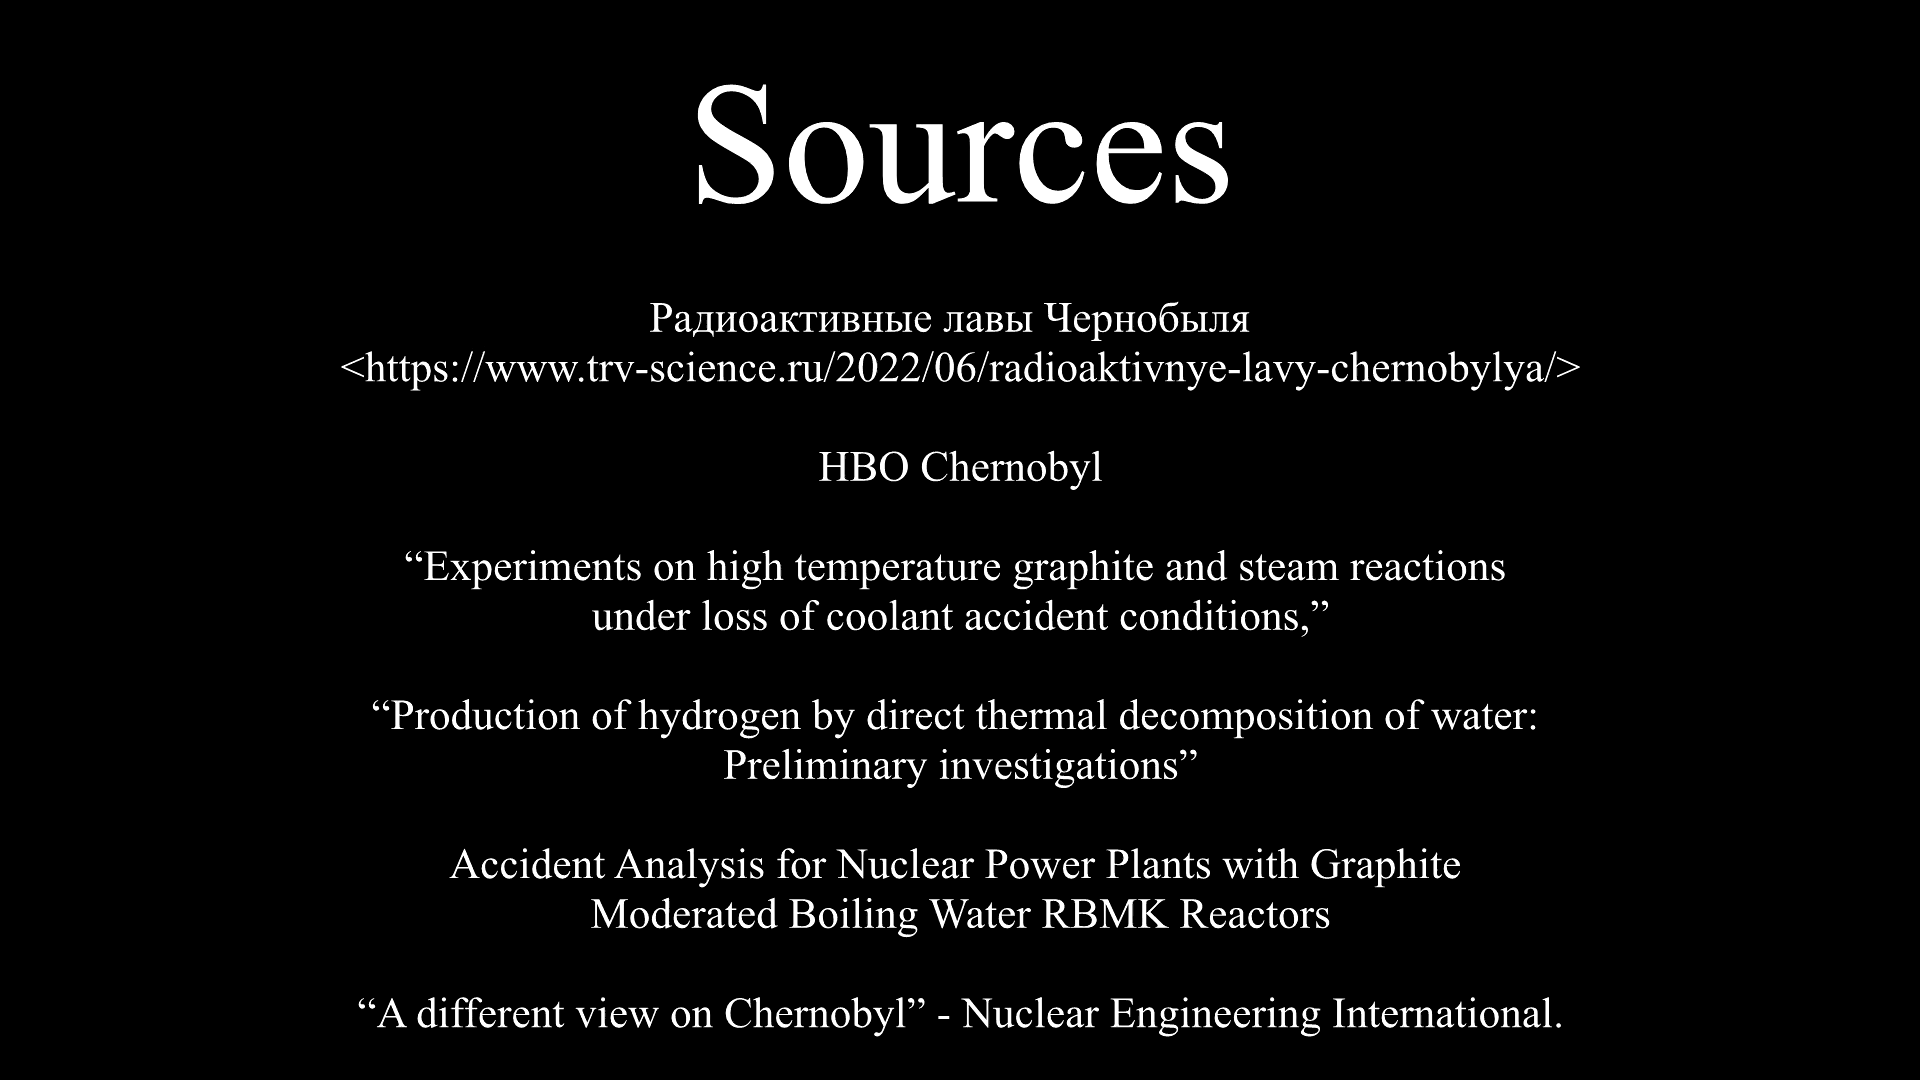 Sources
Радиоактивные лавы Чернобыля
<https://www.trv-science.ru/2022/06/radioaktivnye-lavy-chernobylya/>
HBO Chernobyl
“Experiments on high temperature graphite and steam reactions
under loss of coolant accident conditions,”
“Production of hydrogen by direct thermal decomposition of water:
Preliminary investigations”
Accident Analysis for Nuclear Power Plants with Graphite
Moderated Boiling Water RBMK Reactors
“A different view on Chernobyl” - Nuclear Engineering International.